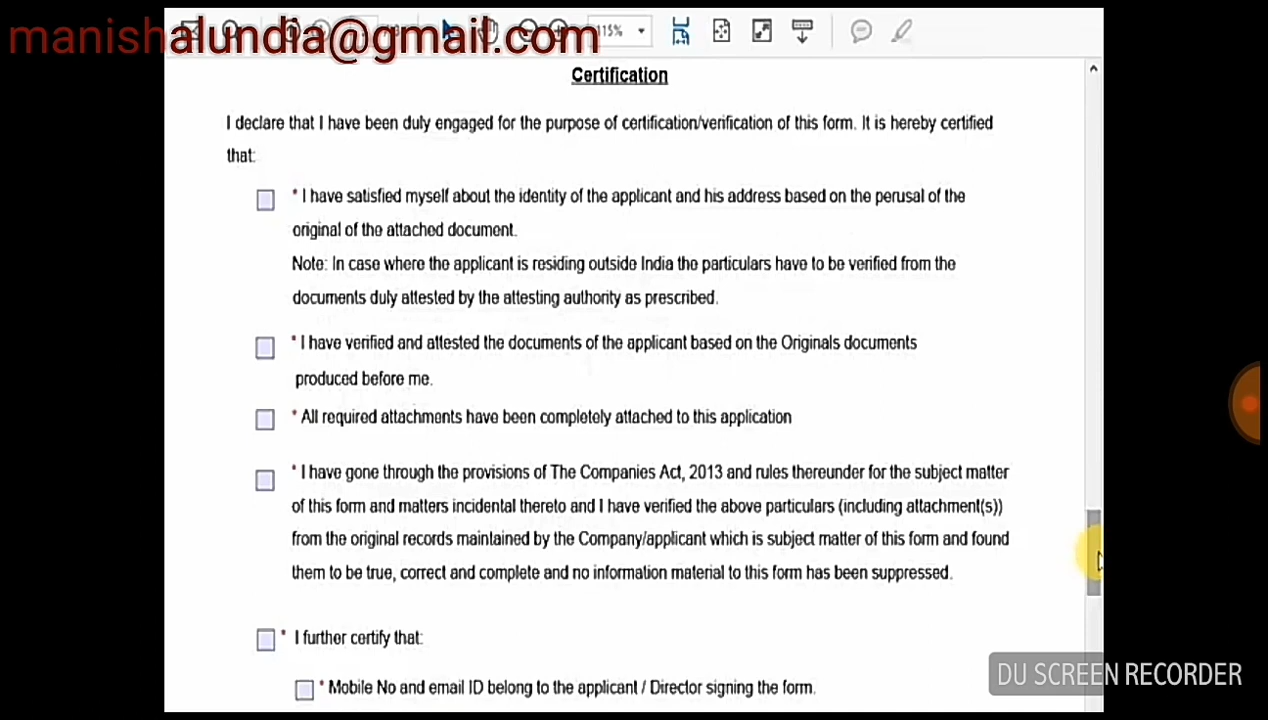 manishalundia@gmail.com
115%
Certification
I declare that I have been duly engaged for the purpose of certification/verification of this form. It is hereby certified
that:
* I have satisfied myself about the identity of the applicant and his address based on the perusal of the
original of the attached document.
Note: In case where the applicant is residing outside India the particulars have to be verified from the
documents duly attested by the attesting authority as prescribed.
* I have verified and attested the documents of the applicant based on the Originals documents
produced before me.
* All required attachments have been completely attached to this application
* I have gone through the provisions of The Companies Act, 2013 and rules thereunder for the subject matter
of this form and matters incidental thereto and I have verified the above particulars (including attachment(s))
from the original records maintained by the Company/applicant which is subject matter of this form and found
them to be true, correct and complete and no information material to this form has been suppressed.
* I further certify that:
* Mobile No and email ID belong to the applicant / Director signing the form.
DU SCREEN RECORDER